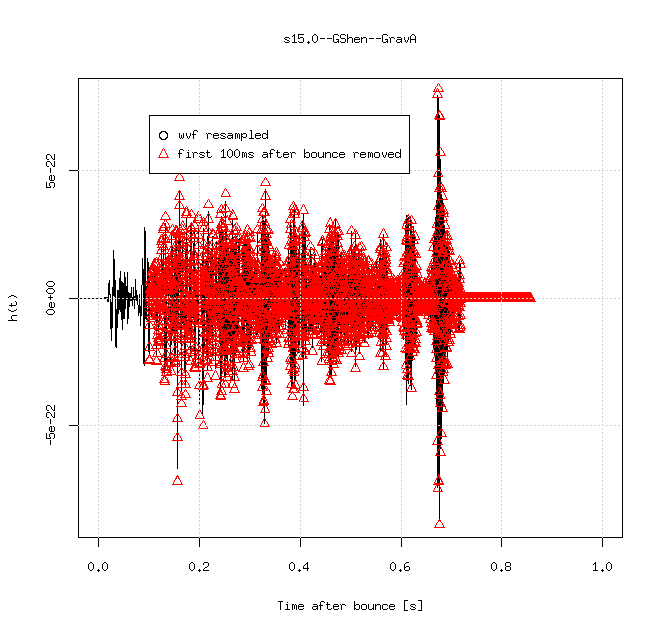 s15.0--GShen--GravA
wvf resampled
first 100ms after bounce removed
5e-22
0e+00
-5e-22
h(t)
0.0 0.2 0.4 0.6 0.8 1.0
Time after bounce [s]